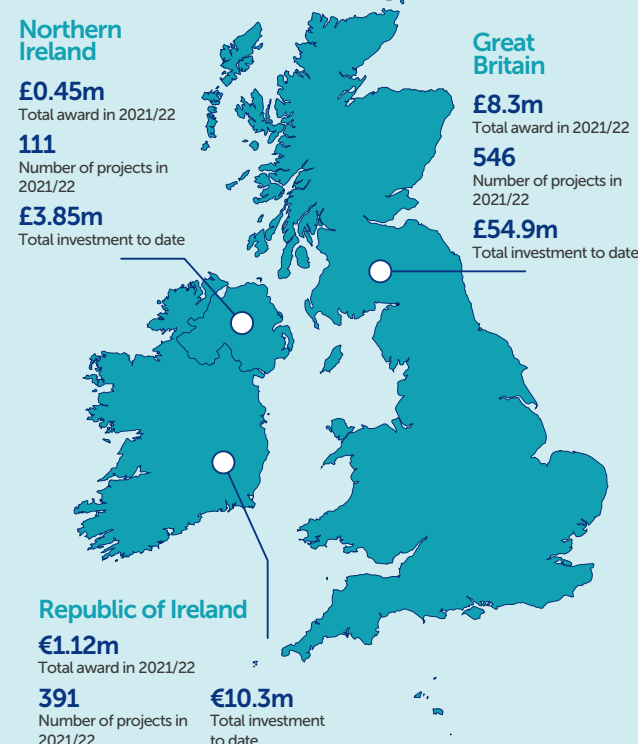 Northern
Ireland
£0.45m
Total award in 2021/22
111
Number of projects in
2021/22
£3.85m
Total investment to date
Great
Britain
£8.3m
Total award in 2021/22
546
Number of projects in
2021/22
£54.9m
Total investment to date
Republic of Ireland
€1.12m
Total award in 2021/22
391
Number of projects in
2021/22
€10.3m
Total investment
to date